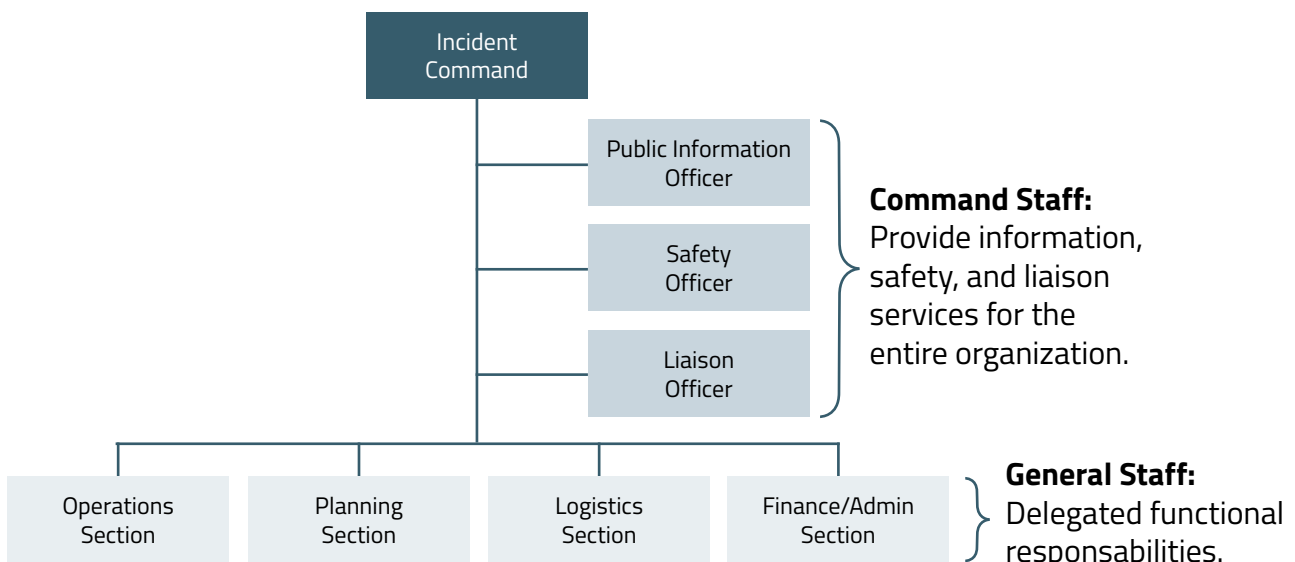 Incident
Command
Public Information
Officer
Safety
Officer
Liaison
Officer
Command Staff:
Provide information,
safety, and liaison
services for the
entire organization.
Operations
Section
Planning
Section
Logistics
Section
Finance/Admin
Section
General Staff:
Delegated functional
responsabilities.